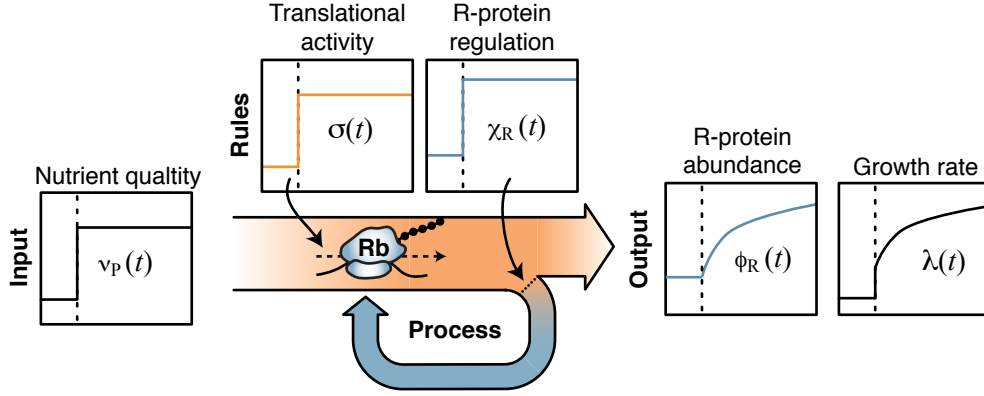 Translational
activity
R-protein
regulation
Rules
σ(t)
χR(t)
Nutrient qualtity
Input
νP(t)
Rb
Process
Output
R-protein
abundance
ϕR(t)
Growth rate
λ(t)